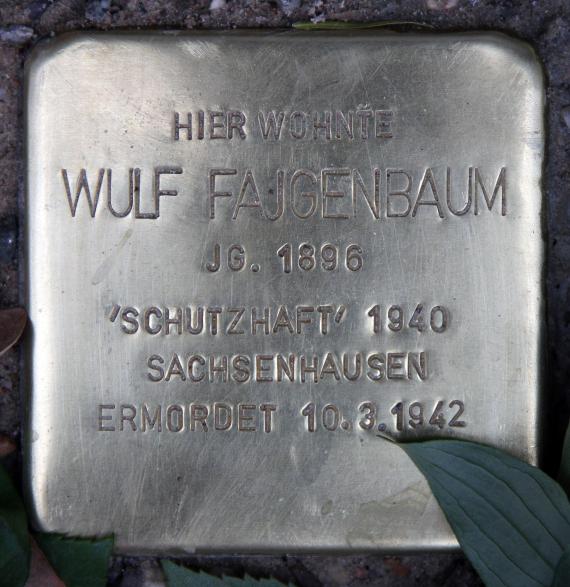 HIER WOHNTE
WULF FAJGENBAUM
JG. 1896
'SCHUTZHAFT' 1940
SACHSENHAUSEN
ERMORDET 10.3.1942